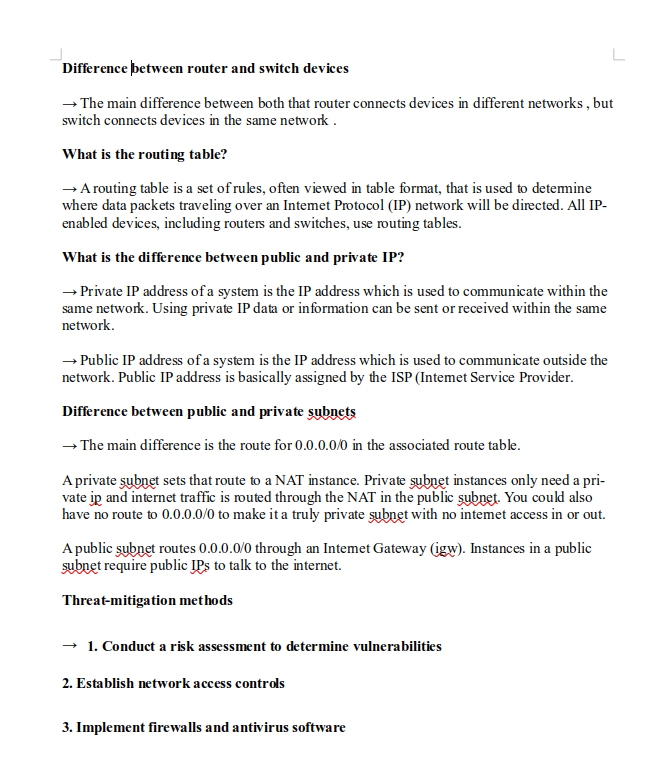 Difference between router and switch devices
→ The main difference between both that router connects devices in different networks , but
switch connects devices in the same network .
What is the routing table?
→ A routing table is a set of rules, often viewed in table format, that is used to determine
where data packets traveling over an Internet Protocol (IP) network will be directed. All IP-
enabled devices, including routers and switches, use routing tables.
What is the difference between public and private IP?
→ Private IP address of a system is the IP address which is used to communicate within the
same network. Using private IP data or information can be sent or received within the same
network.
→ Public IP address of a system is the IP address which is used to communicate outside the
network. Public IP address is basically assigned by the ISP (Internet Service Provider.
Difference between public and private subnets
→ The main difference is the route for 0.0.0.0/0 in the associated route table.
A private subnet sets that route to a NAT instance. Private subnet instances only need a pri-
vate ip and internet traffic is routed through the NAT in the public subnet. You could also
have no route to 0.0.0.0/0 to make it a truly private subnet with no internet access in or out.
A public subnet routes 0.0.0.0/0 through an Internet Gateway (igw). Instances in a public
subnet require public IPs to talk to the internet.
Threat-mitigation methods
→ 1. Conduct a risk assessment to determine vulnerabilities
2. Establish network access controls
3. Implement firewalls and antivirus software